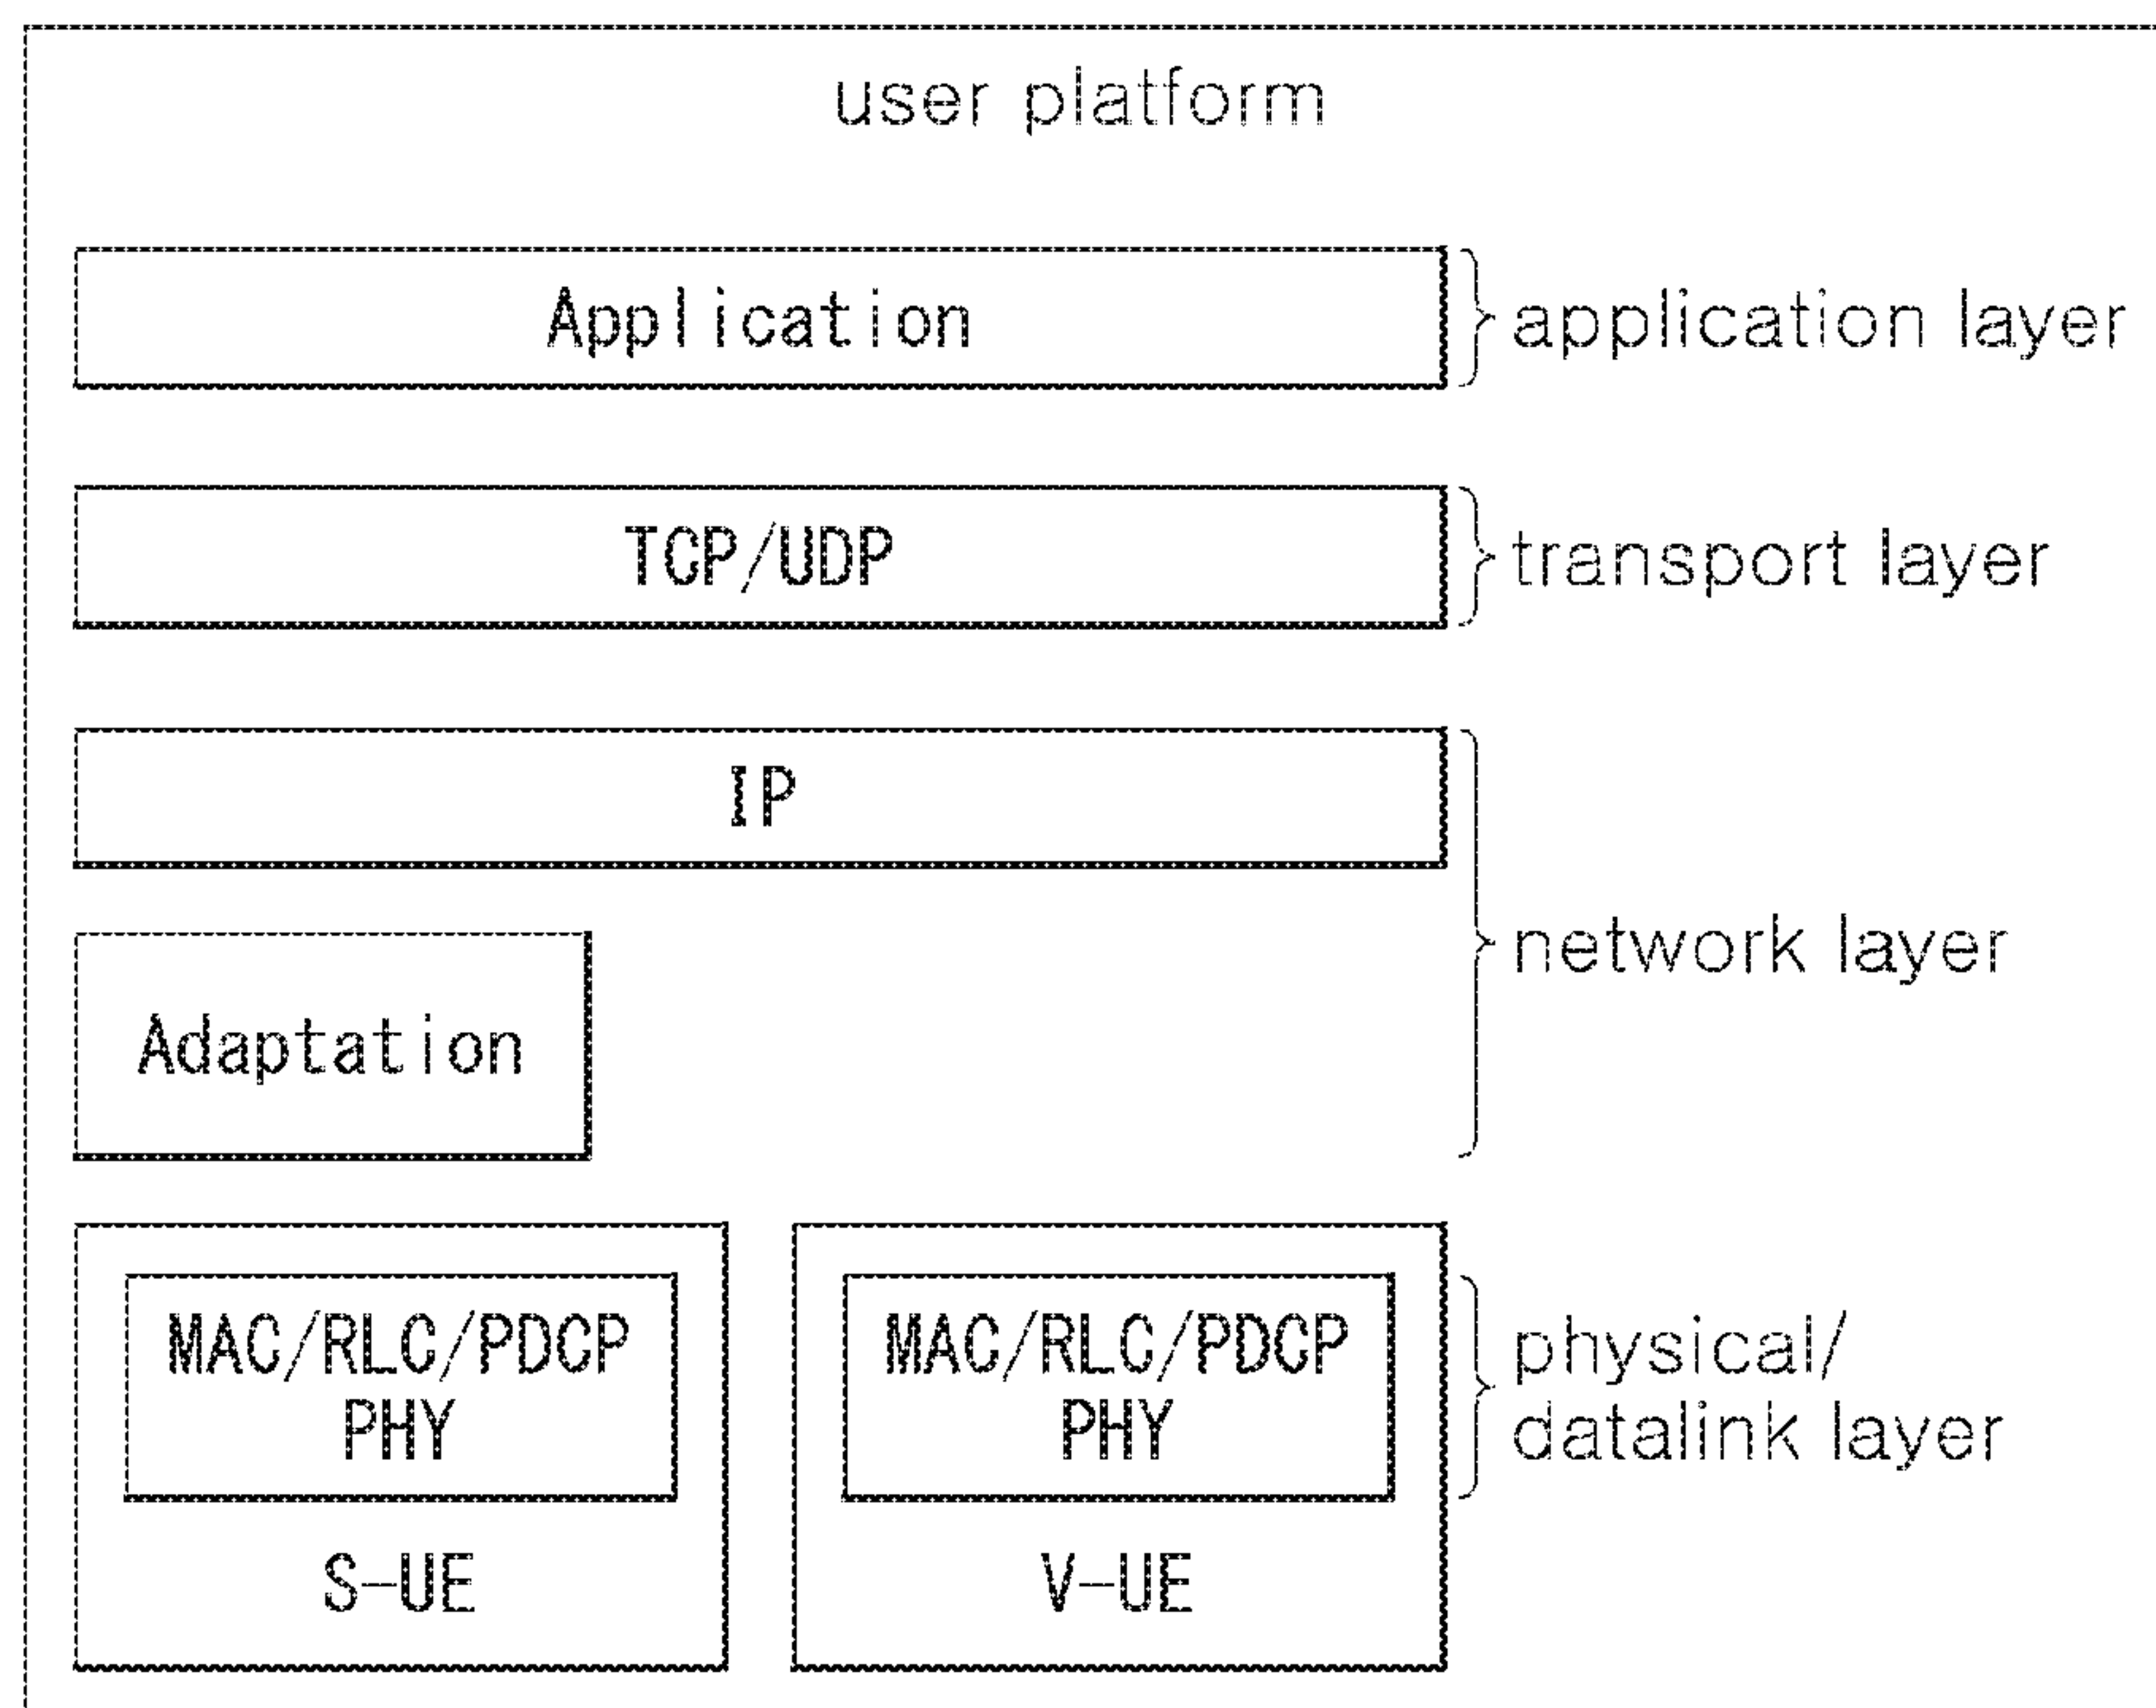 user platform
Application
application layer
TCP/UDP
transport layer
IP
network layer
Adaptation
MAC/RLC/PDCP
PHY
S-UE
MAC/RLC/PDCP
PHY
V-UE
physical/
datalink layer